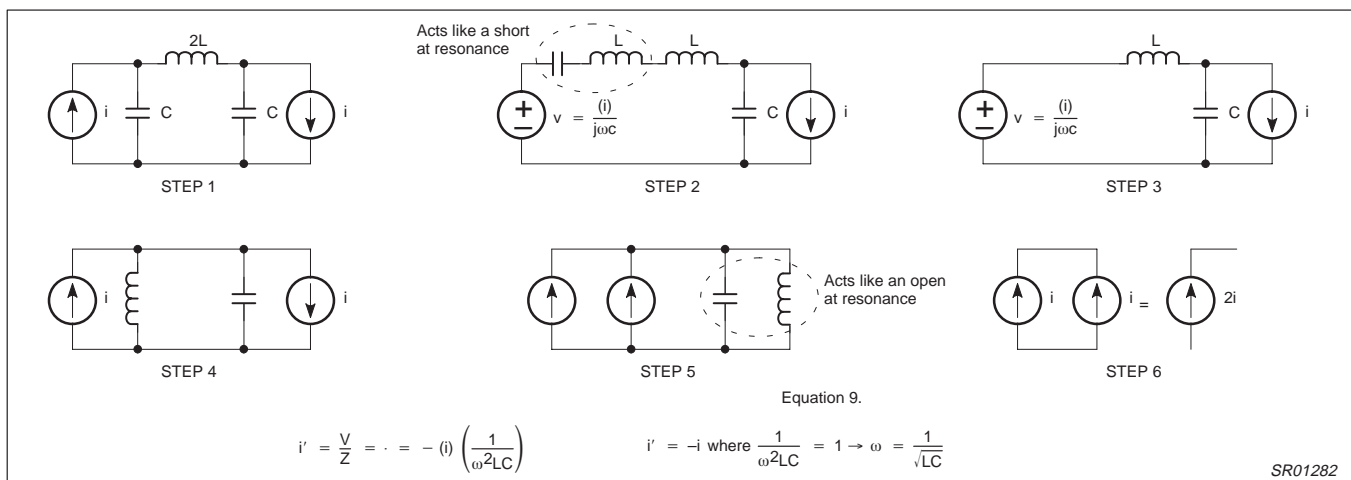 2L
i
C
C
i
STEP 1
Acts like a short
at resonance
L
L
+
−
v = (i) / jωc
C
i
STEP 2
L
+
−
v = (i) / jωc
C
i
STEP 3
i
i
STEP 4
Acts like an open
at resonance
STEP 5
i
i =
2i
STEP 6
Equation 9.
i′ = V/Z = · = − (i) (1/ω²LC)
i′ = −i where 1/ω²LC = 1 → ω = 1/√LC
SR01282